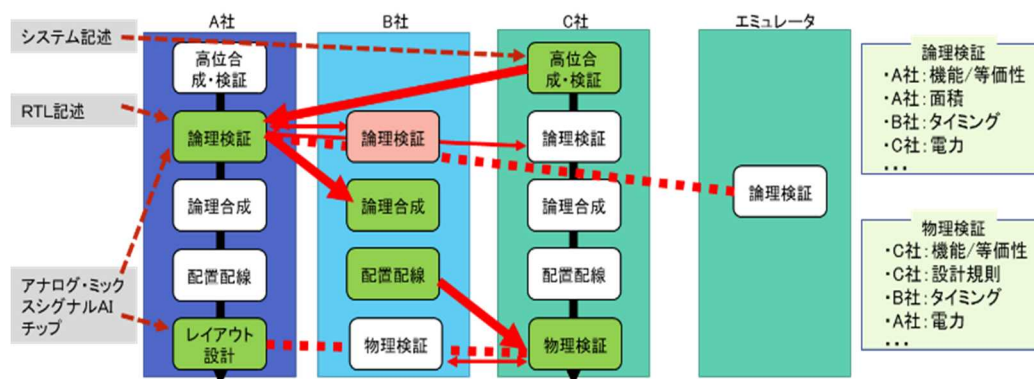 A社
B社
C社
エミュレータ
システム記述
RTL記述
アナログ・ミック
スシグナルAI
チップ
高位合
成・検証
論理検証
論理合成
配置配線
レイアウト
設計
論理検証
論理合成
配置配線
物理検証
高位合
成・検証
論理検証
論理合成
配置配線
物理検証
論理検証
論理検証
・A社：機能/等価性
・A社：面積
・B社：タイミング
・C社：電力
・・・
物理検証
・C社：機能/等価性
・C社：設計規則
・B社：タイミング
・A社：電力
・・・